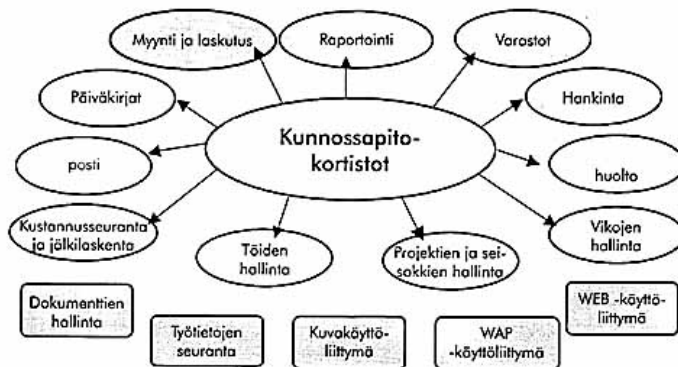 Myynti ja laskutus
Raportointi
Varastot
Päiväkirjat
Hankinta
Kunnossapito-
kortistot
posti
huolto
Kustannusseuranta
ja jälkilaskenta
Töiden
hallinta
Projektien ja sei-
sokkien hallinta
Vikojen
hallinta
Dokumenttien
hallinta
Työtietojen
seuranta
Kuvakäyttö-
liittymä
WAP
-käyttöliittymä
WEB -käyttö-
liittymä